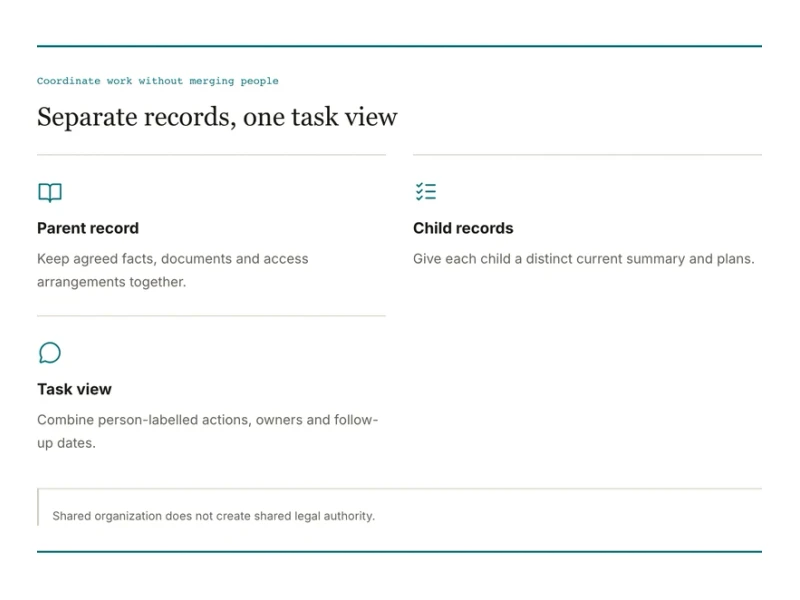 Coordinate work without merging people
Separate records, one task view
Parent record
Keep agreed facts, documents and access
arrangements together.
Child records
Give each child a distinct current summary and plans.
Task view
Combine person-labelled actions, owners and follow-
up dates.
Shared organization does not create shared legal authority.